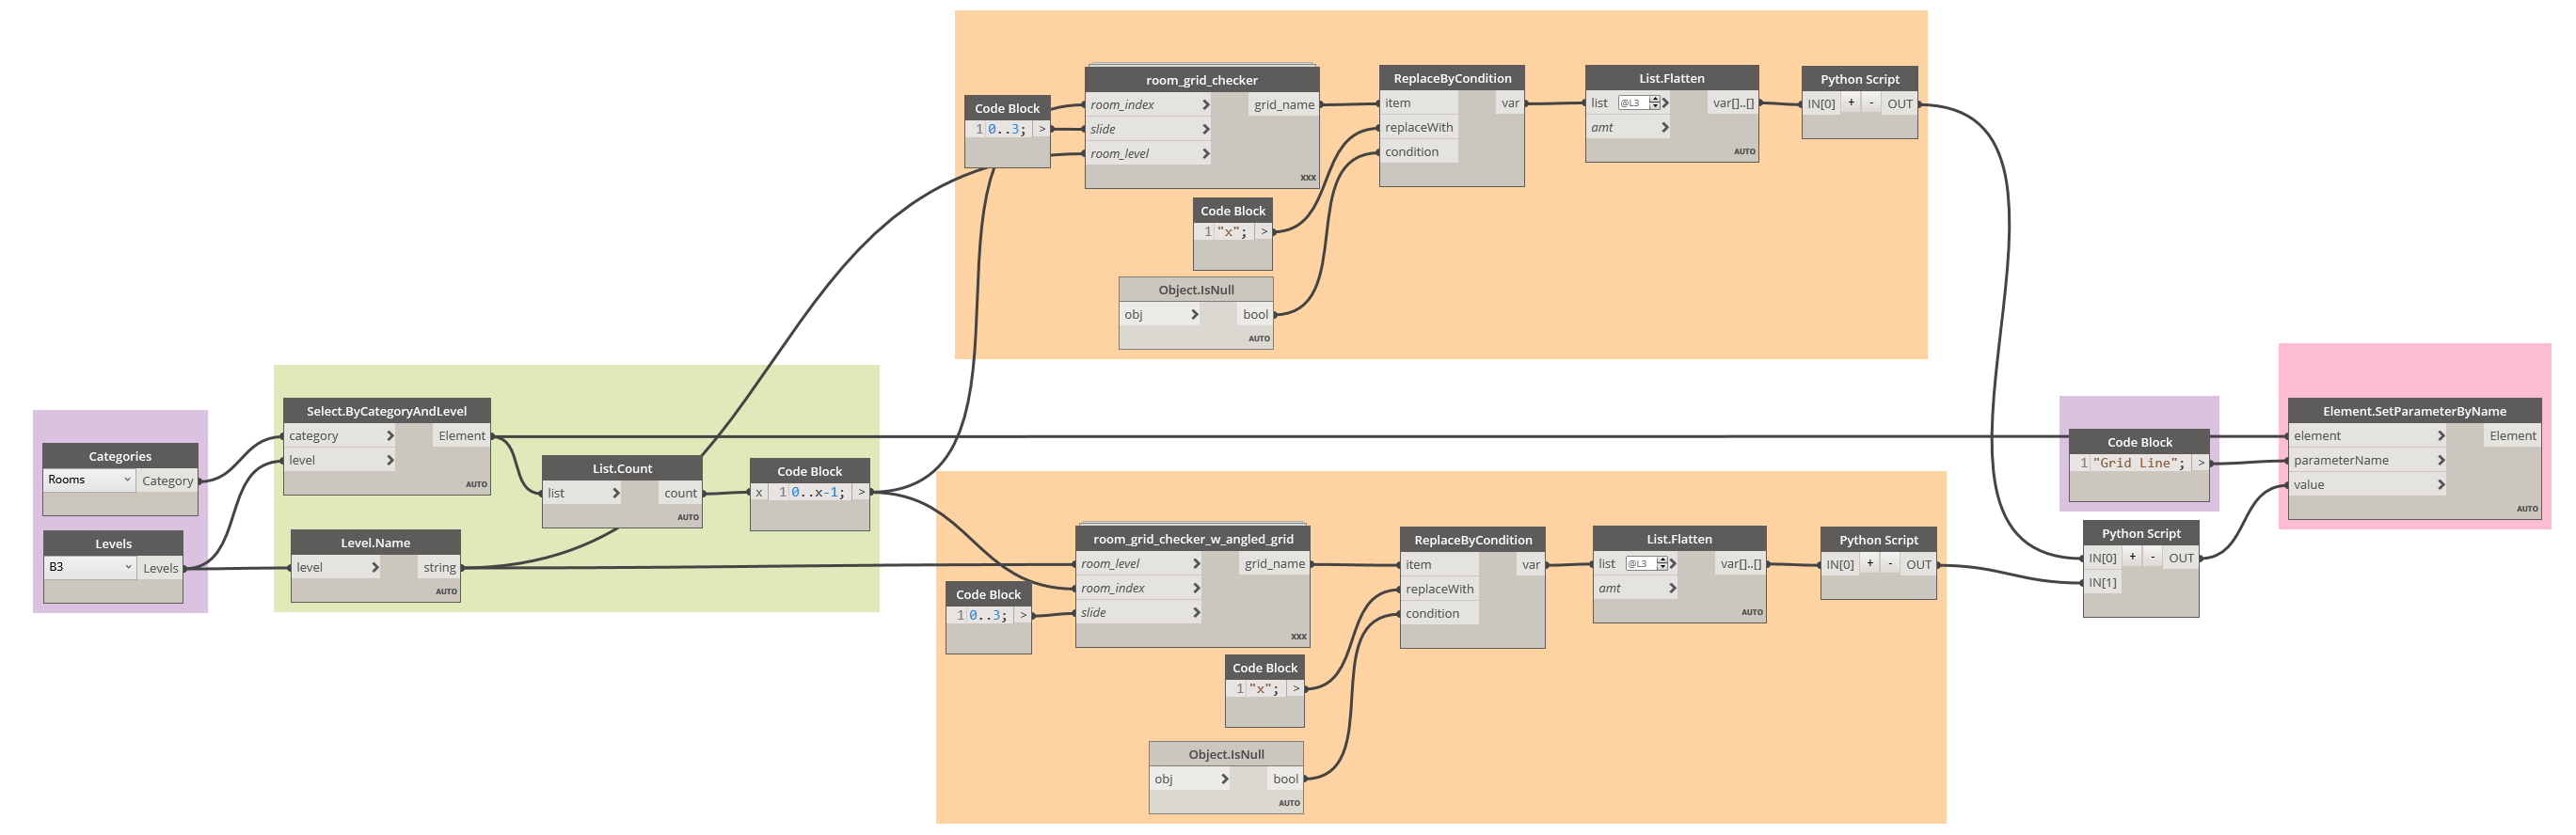 Categories
Rooms
Category
Levels
B3
Levels
Select.ByCategoryAndLevel
category > Element
level >
AUTO
Level.Name
level > string
AUTO
List.Count
list > count
AUTO
Code Block
x 1 0..x-1; >
Code Block
1 0..3; >
room_grid_checker
room_index > grid_name
slide >
room_level >
xxx
Code Block
1 "x"; >
Object.IsNull
obj > bool
AUTO
ReplaceByCondition
item var
replaceWith
condition
List.Flatten
list @L3 > var[]..[]
amt >
AUTO
Python Script
IN[0] + - OUT
Code Block
1 0..3; >
room_grid_checker_w_angled_grid
room_level > grid_name
room_index >
slide >
xxx
Code Block
1 "x"; >
Object.IsNull
obj > bool
AUTO
ReplaceByCondition
item var
replaceWith
condition
List.Flatten
list @L3 > var[]..[]
amt >
AUTO
Python Script
IN[0] + - OUT
Code Block
1 "Grid Line"; >
Python Script
IN[0] + - OUT
IN[1]
Element.SetParameterByName
element > Element
parameterName >
value >
AUTO